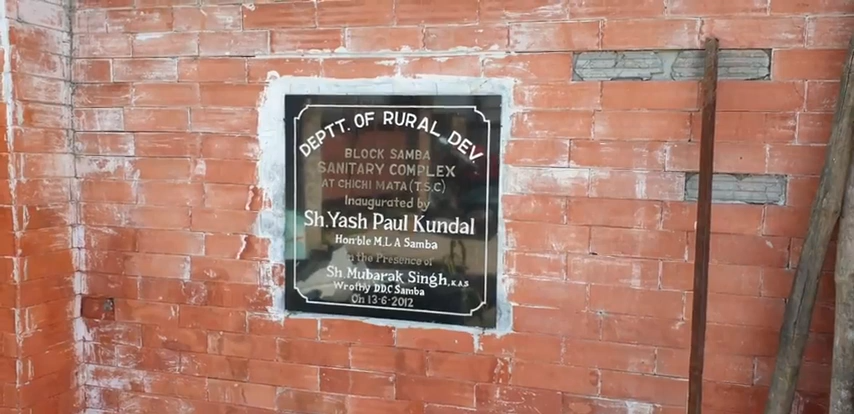 DEPTT. OF RURAL DEV
BLOCK SAMBA
SANITARY COMPLEX
AT CHICHI MATA (T.S.C)
Inaugurated by
Sh. Yash Paul Kundal
Hon'ble M.L A Samba
In the Presence of
Sh. Mubarak Singh, K.A.S
Wrothy DDC Samba
On 13-6-2012